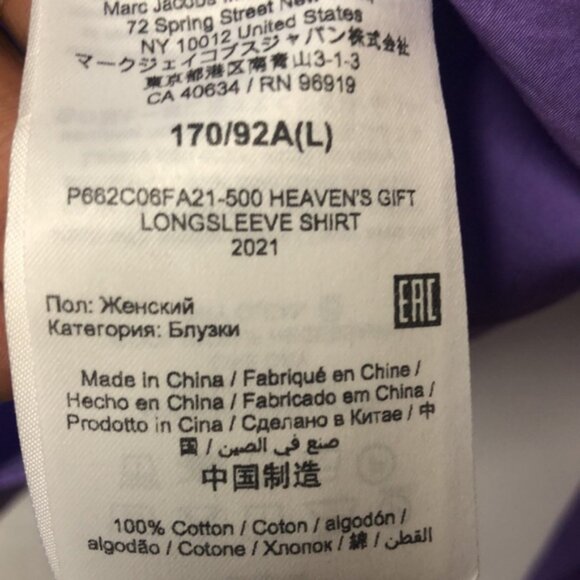 Marc Jacobs
72 Spring Street New
NY 10012 United States
マークジェイコブスジャパン株式会社
東京都港区南青山3-1-3
CA 40634 / RN 96919
170/92A(L)
P662C06FA21-500 HEAVEN'S GIFT
LONGSLEEVE SHIRT
2021
EAC
Пол: Женский
Категория: Блузки
Made in China / Fabriqué en Chine /
Hecho en China / Fabricado em China /
Prodotto in Cina / Сделано в Китае / 中
国 / صنع في الصين /
中国制造
100% Cotton / Coton / algodón /
algodão / Cotone / Хлопок / 綿 / القطن /